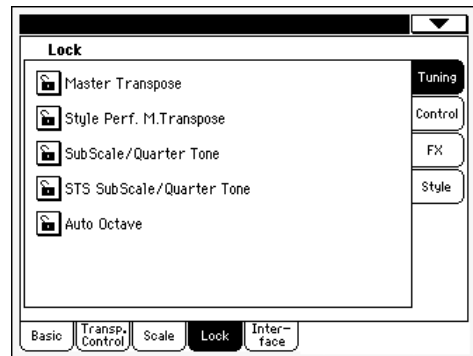 Lock
Master Transpose
Style Perf. M.Transpose
SubScale/Quarter Tone
STS SubScale/Quarter Tone
Auto Octave
Tuning
Control
FX
Style
Basic
Transp.
Control
Scale
Lock
Inter-
face